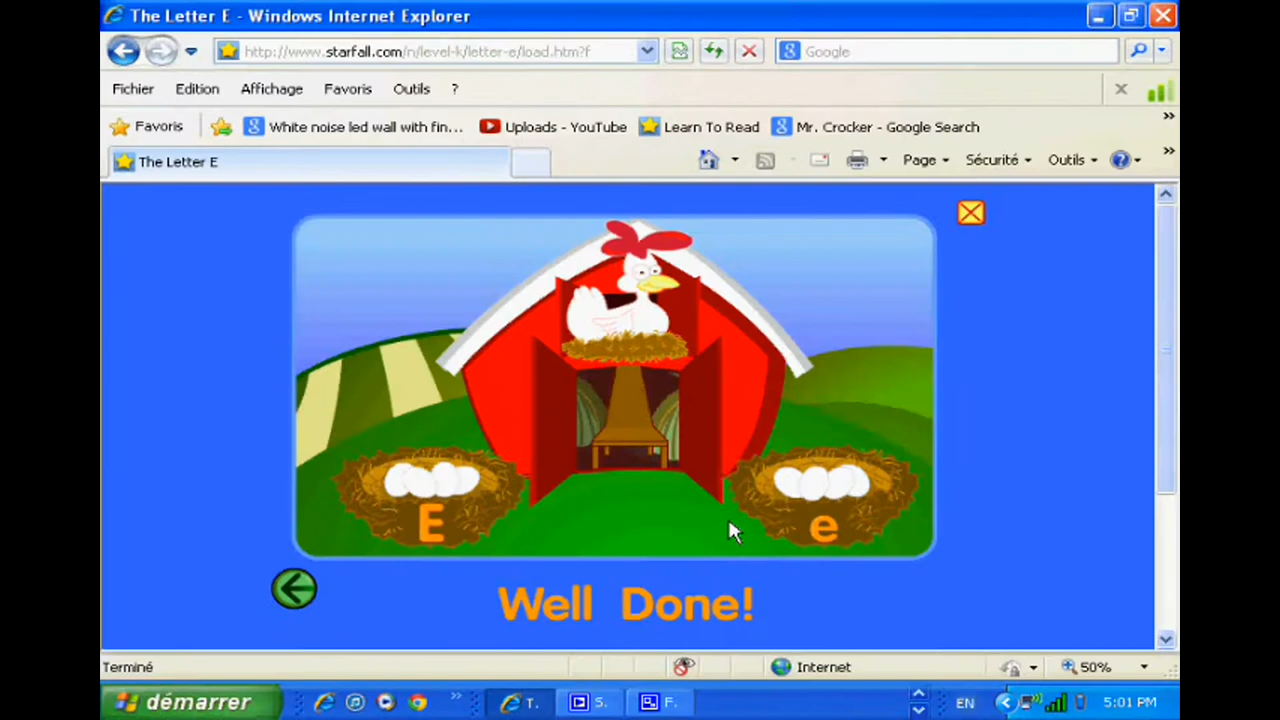 The Letter E - Windows Internet Explorer
http://www.starfall.com/n/level-k/letter-e/load.htm?f
Google
Fichier Edition Affichage Favoris Outils ?
Favoris White noise led wall with fin... Uploads - YouTube Learn To Read Mr. Crocker - Google Search
The Letter E Page Sécurité Outils
E e
Well Done!
Terminé Internet 50%
démarrer T. S. F. EN 5:01 PM